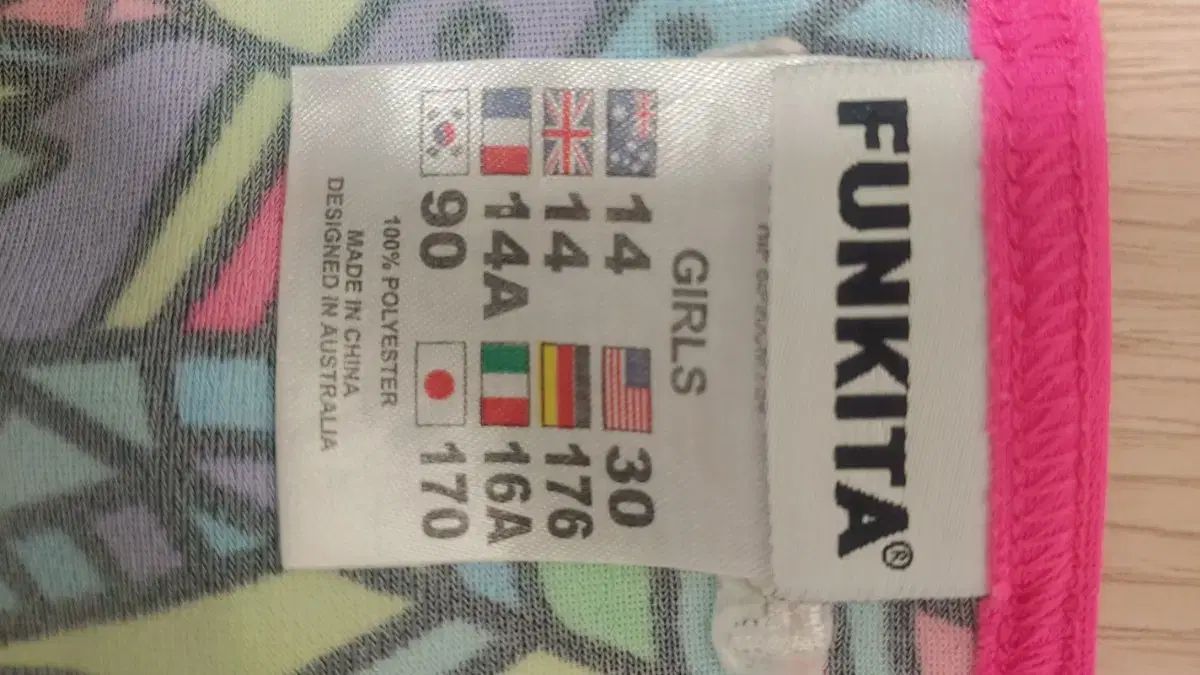 FUNKITA®
GIRLS
14 30
14 176
14A 16A
90 170
100% POLYESTER
MADE IN CHINA
DESIGNED IN AUSTRALIA